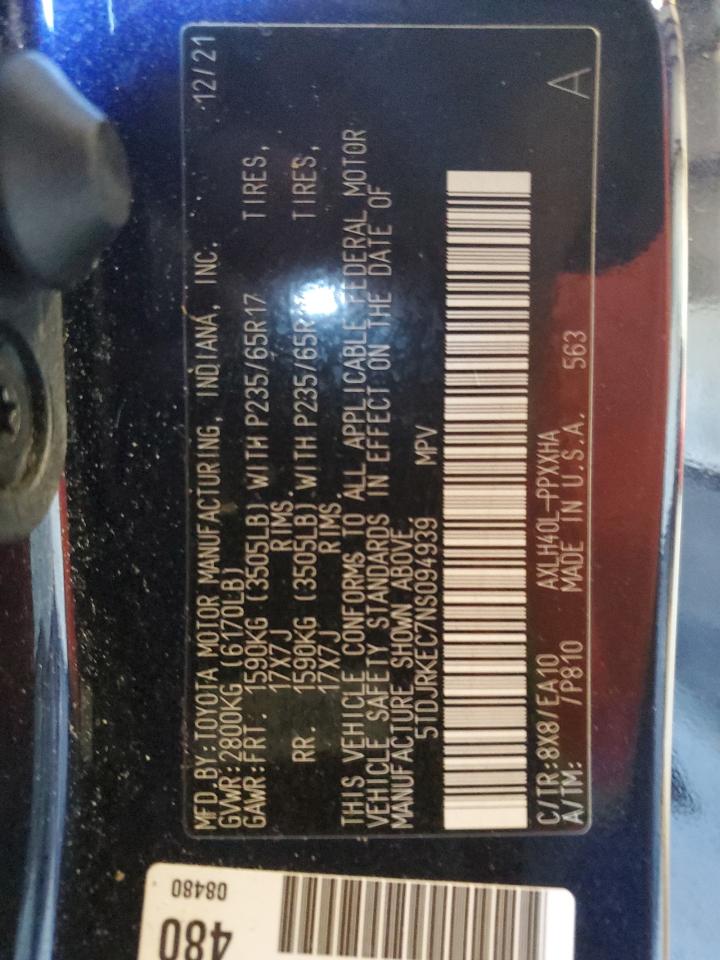 MFD.BY:TOYOTA MOTOR MANUFACTURING, INDIANA, INC. 12/21
GVWR:2800KG (6170LB)
GAWR:FRT. 1590KG (3505LB) WITH P235/65R17 TIRES,
17X7J RIMS,
RR. 1590KG (3505LB) WITH P235/65R TIRES,
17X7J RIMS.
THIS VEHICLE CONFORMS TO ALL APPLICABLE FEDERAL MOTOR
VEHICLE SAFETY STANDARDS IN EFFECT ON THE DATE OF
MANUFACTURE SHOWN ABOVE.
5TDJRKEC7NS094939 MPV
C/TR:8X8/EA10 AXLH40L-PPXXHA
A/TM: /P810 MADE IN U.S.A. 563 A
08480
480